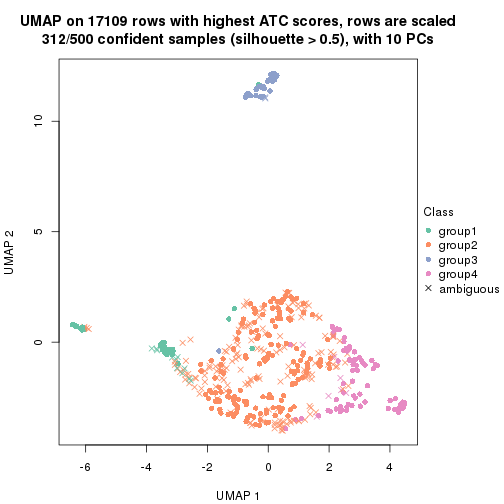 UMAP on 17109 rows with highest ATC scores, rows are scaled
312/500 confident samples (silhouette > 0.5), with 10 PCs
10
5
0
UMAP 2
-6 -4 -2 0 2 4
UMAP 1
Class
group1
group2
group3
group4
ambiguous